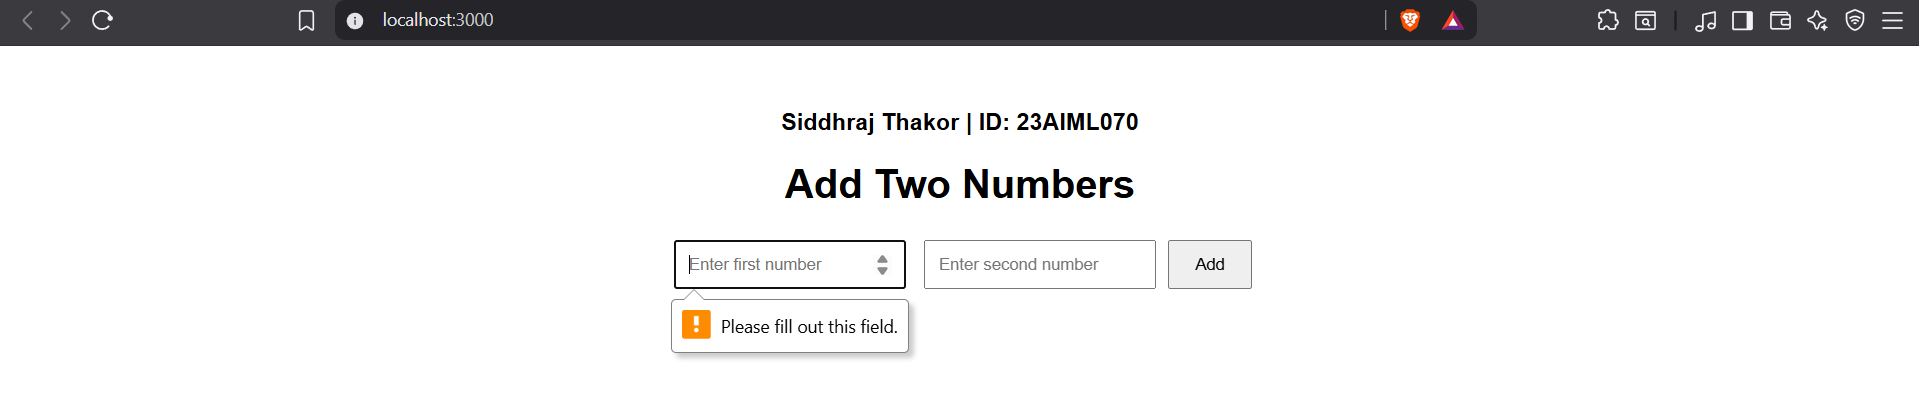 localhost:3000
Siddhraj Thakor | ID: 23AIML070
Add Two Numbers
Enter first number Enter second number Add
Please fill out this field.